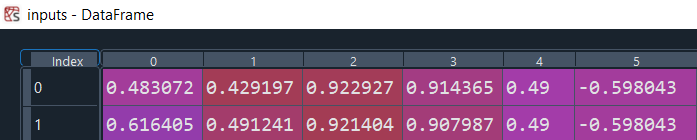 inputs - DataFrame
Index 0 1 2 3 4 5
0 0.483072 0.429197 0.922927 0.914365 0.49 -0.598043
1 0.616405 0.491241 0.921404 0.907987 0.49 -0.598043